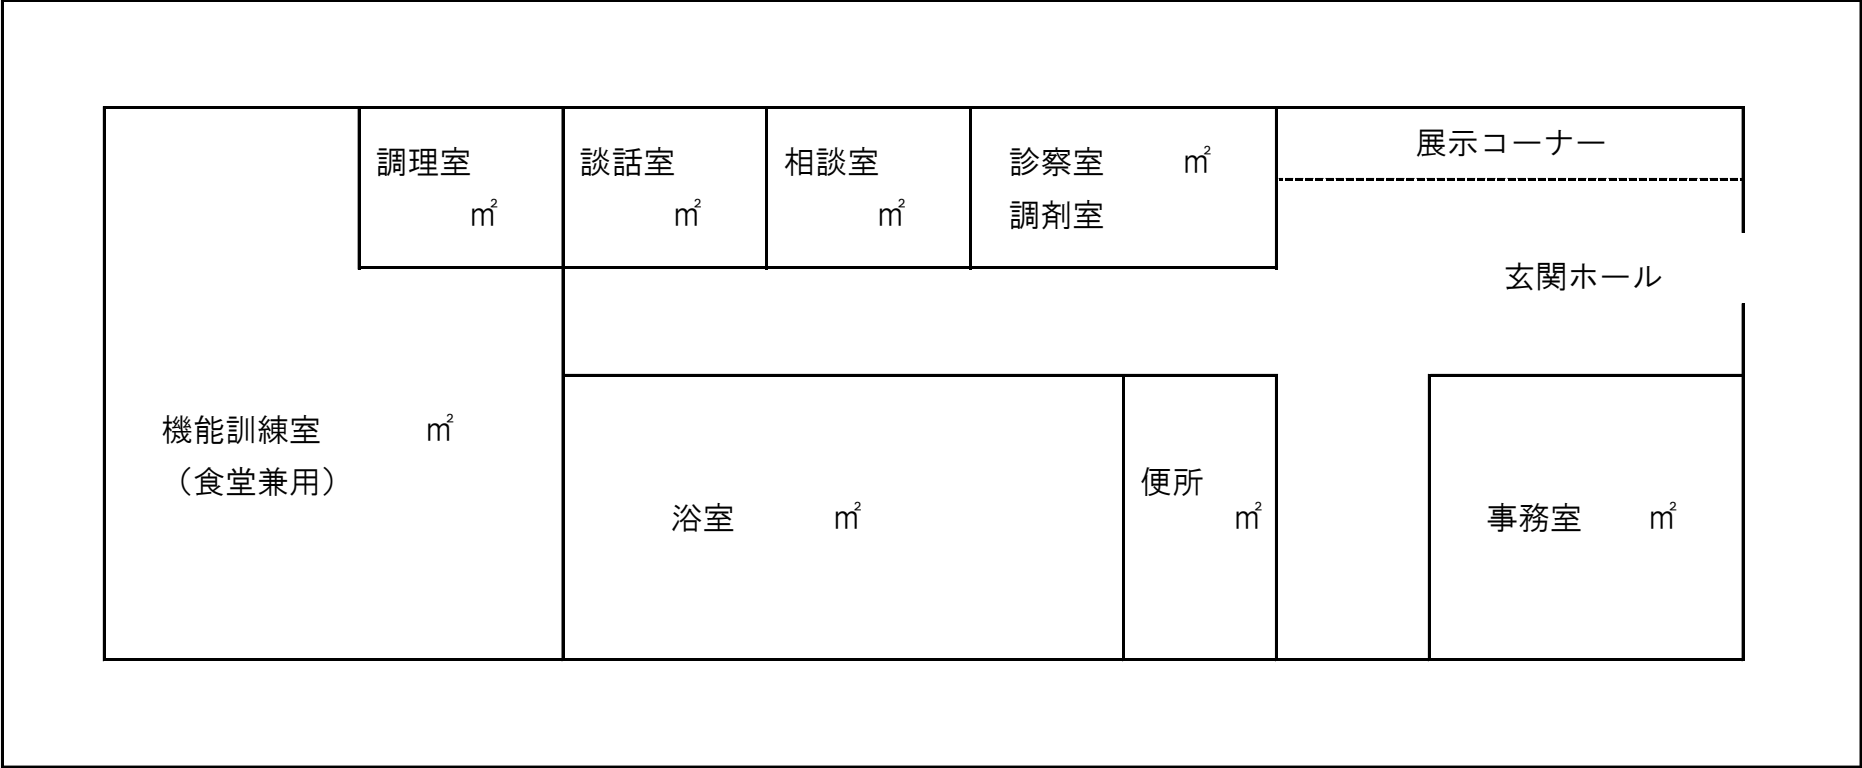 調理室
㎡
談話室
㎡
相談室
㎡
診察室 ㎡
調剤室
展示コーナー
玄関ホール
機能訓練室 ㎡
（食堂兼用）
浴室 ㎡
便所
㎡
事務室 ㎡